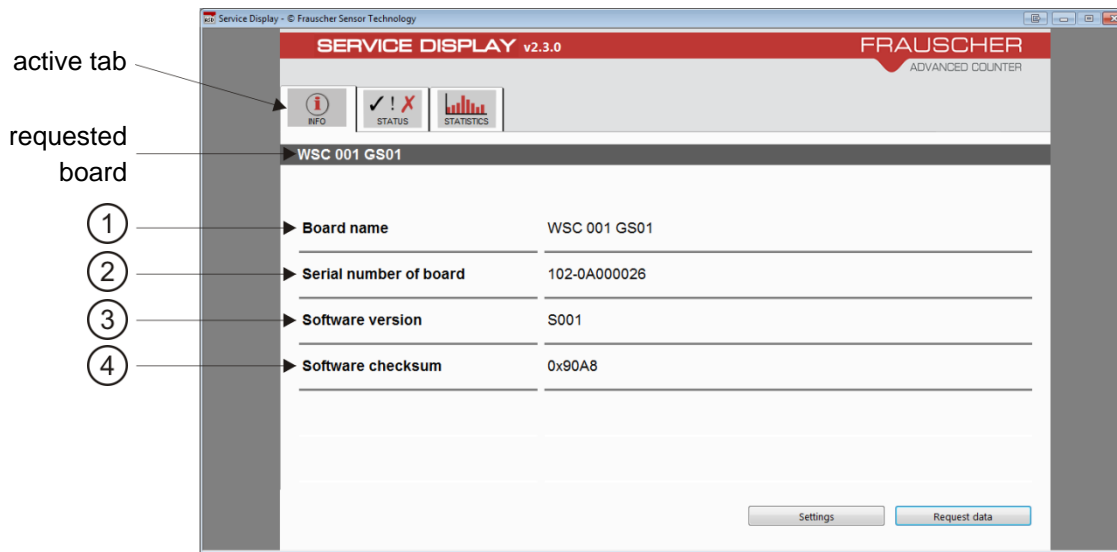 Service Display - © Frauscher Sensor Technology
SERVICE DISPLAY v2.3.0
FRAUSCHER
ADVANCED COUNTER
active tab
INFO
STATUS
STATISTICS
requested
board
WSC 001 GS01
1 Board name WSC 001 GS01
2 Serial number of board 102-0A000026
3 Software version S001
4 Software checksum 0x90A8
Settings Request data